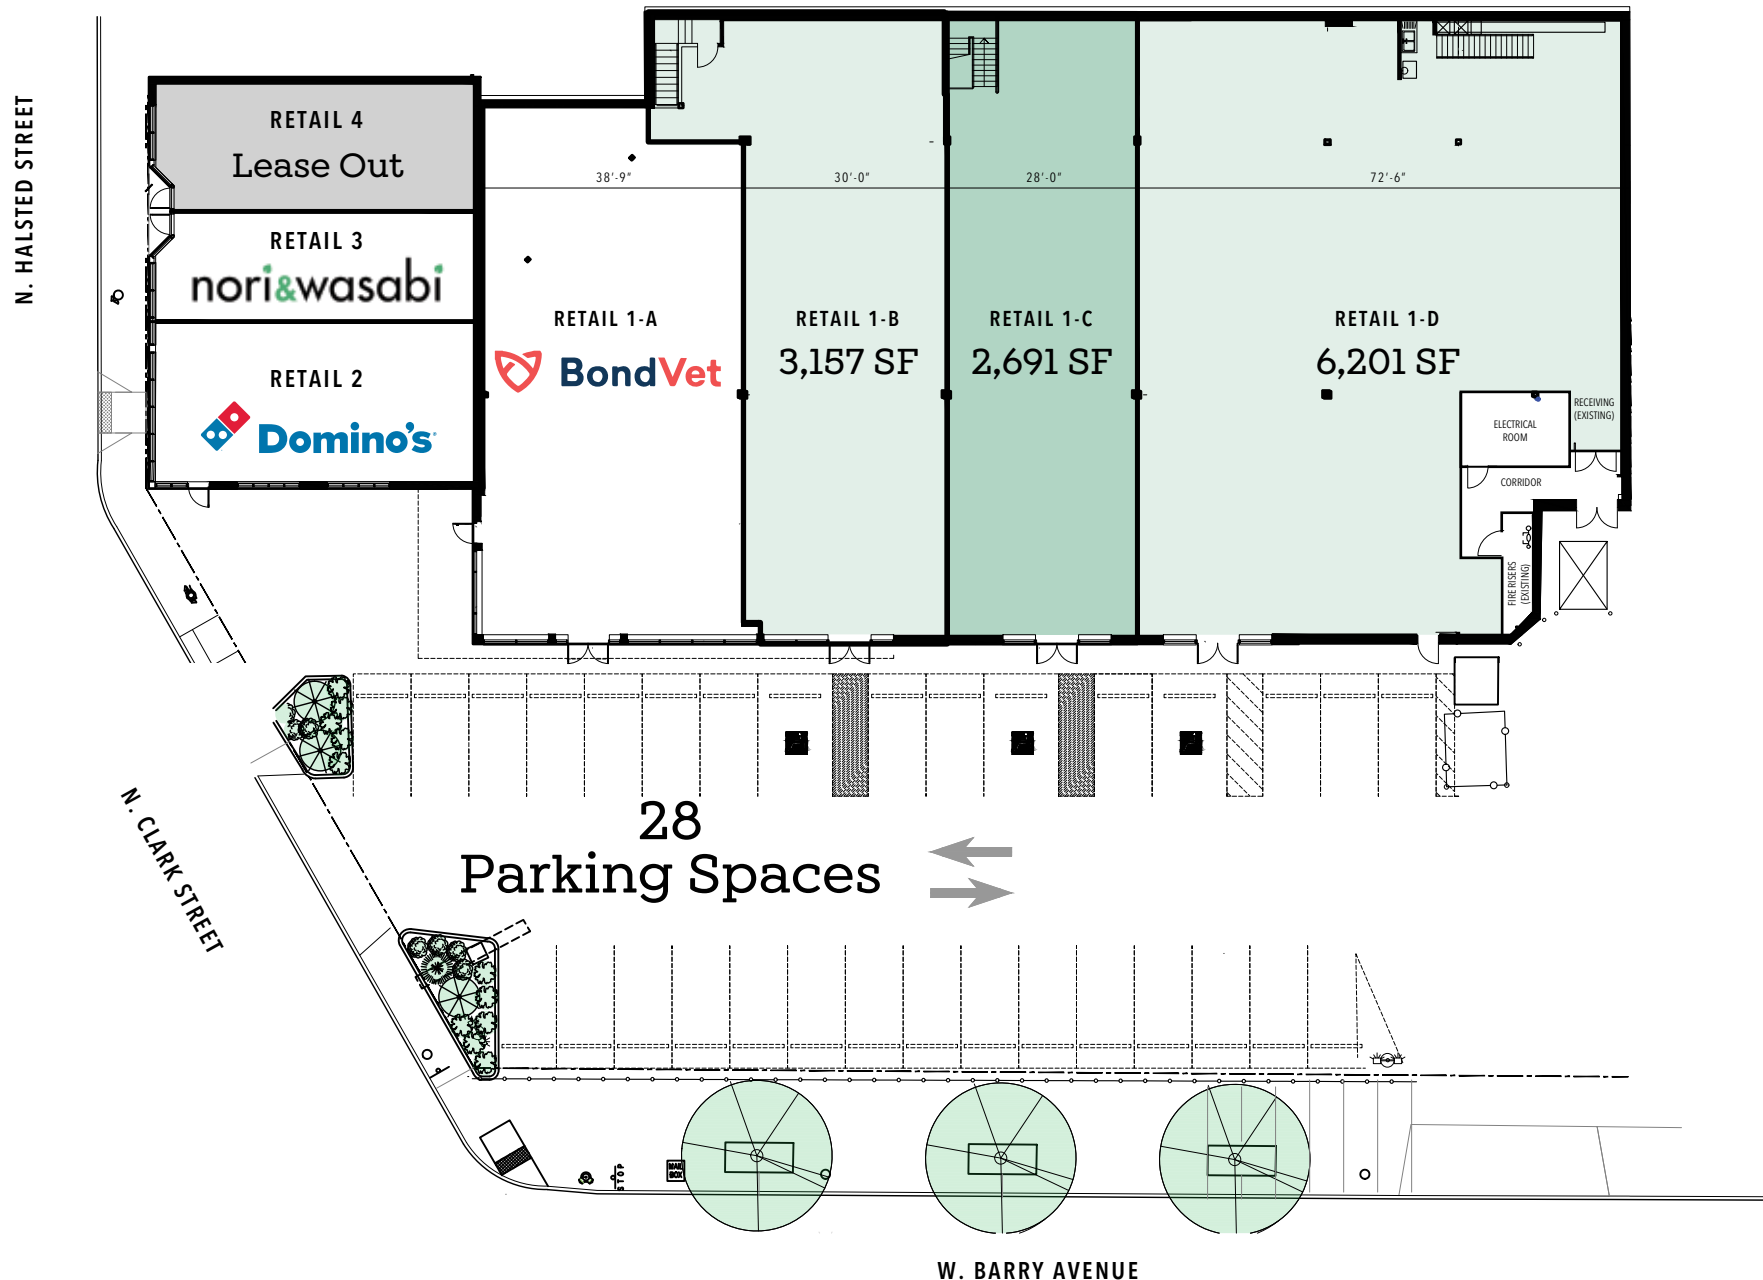 N. HALSTED STREET
RETAIL 4
Lease Out
RETAIL 3
nori&wasabi
RETAIL 2
Domino's
38'-9"
30'-0"
28'-0"
72'-6"
RETAIL 1-A
BondVet
RETAIL 1-B
3,157 SF
RETAIL 1-C
2,691 SF
RETAIL 1-D
6,201 SF
ELECTRICAL
ROOM
RECEIVING
(EXISTING)
CORRIDOR
FIRE RISERS
(EXISTING)
N. CLARK STREET
28
Parking Spaces
STOP
MAIL
BOX
W. BARRY AVENUE